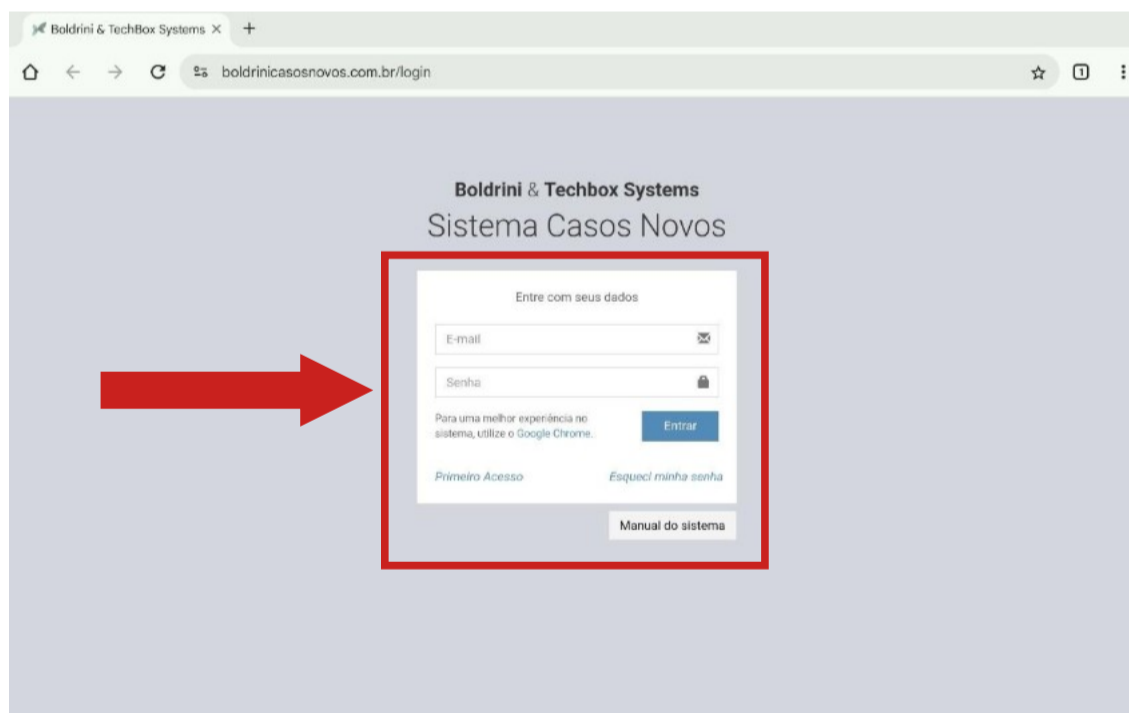 Boldrini & TechBox Systems
boldrinicasosnovos.com.br/login
1
Boldrini & Techbox Systems
Sistema Casos Novos
Entre com seus dados
E-mail
Senha
Para uma melhor experiência no
sistema, utilize o Google Chrome.
Entrar
Primeiro Acesso
Esqueci minha senha
Manual do sistema